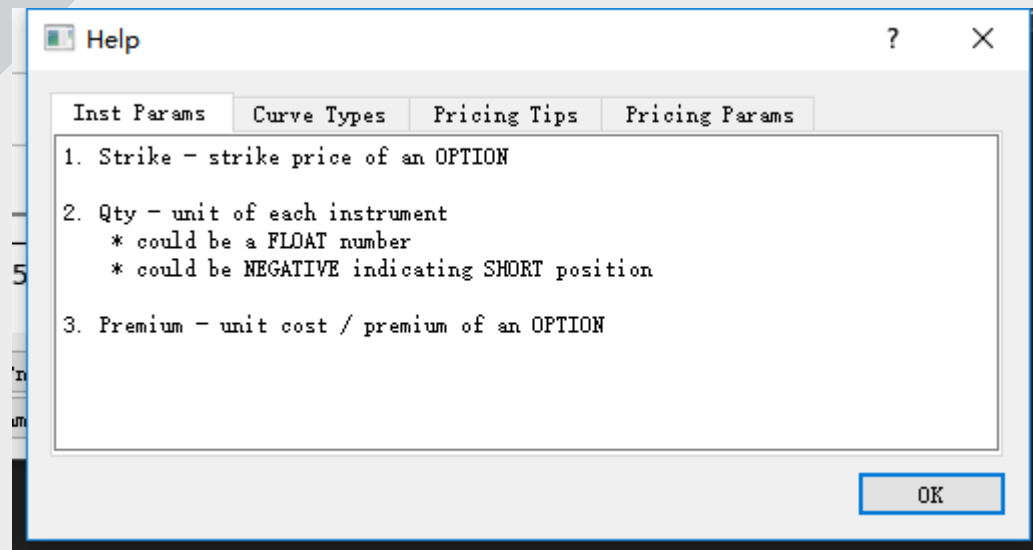 Help
?
Inst Params
Curve Types
Pricing Tips
Pricing Params
1. Strike - strike price of an OPTION
2. Qty - unit of each instrument
* could be a FLOAT number
* could be NEGATIVE indicating SHORT position
3. Premium - unit cost / premium of an OPTION
5
OK